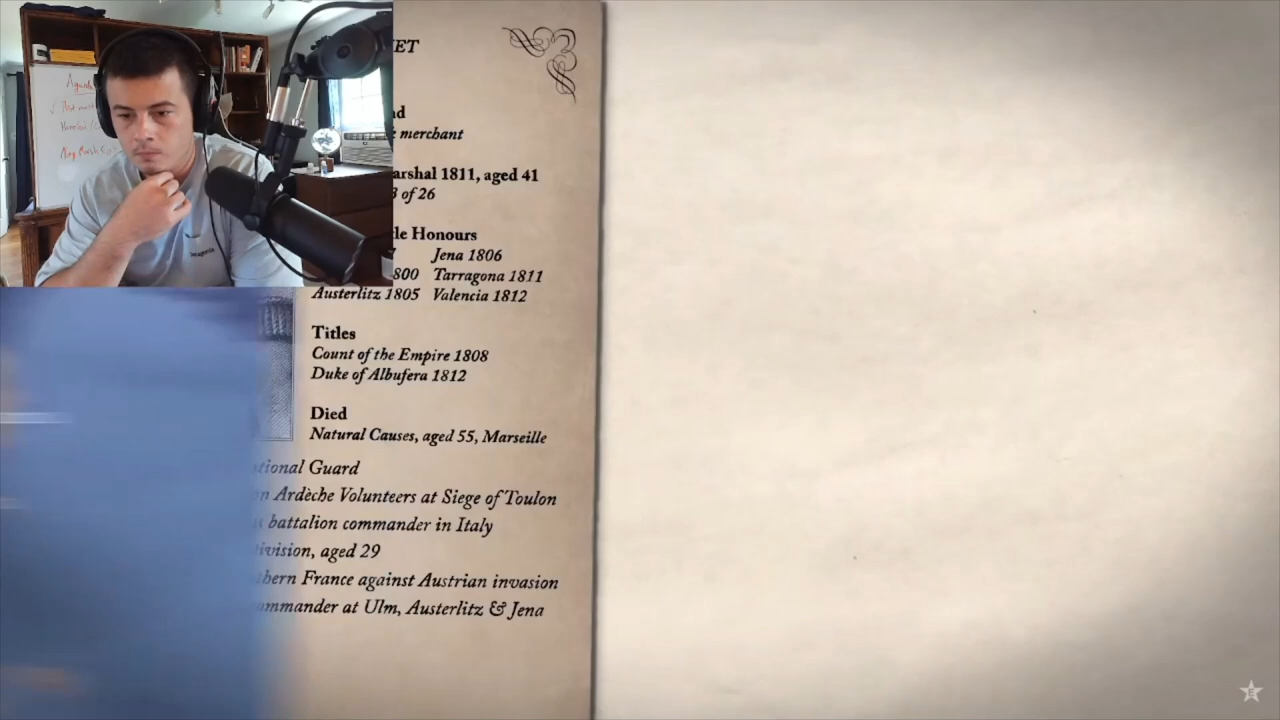 ET
nd
merchant
arshal 1811, aged 41
of 26
le Honours
Jena 1806
800 Tarragona 1811
Austerlitz 1805 Valencia 1812
Titles
Count of the Empire 1808
Duke of Albufera 1812
Died
Natural Causes, aged 55, Marseille
tional Guard
n Ardèche Volunteers at Siege of Toulon
battalion commander in Italy
ivision, aged 29
thern France against Austrian invasion
ommander at Ulm, Austerlitz & Jena
E